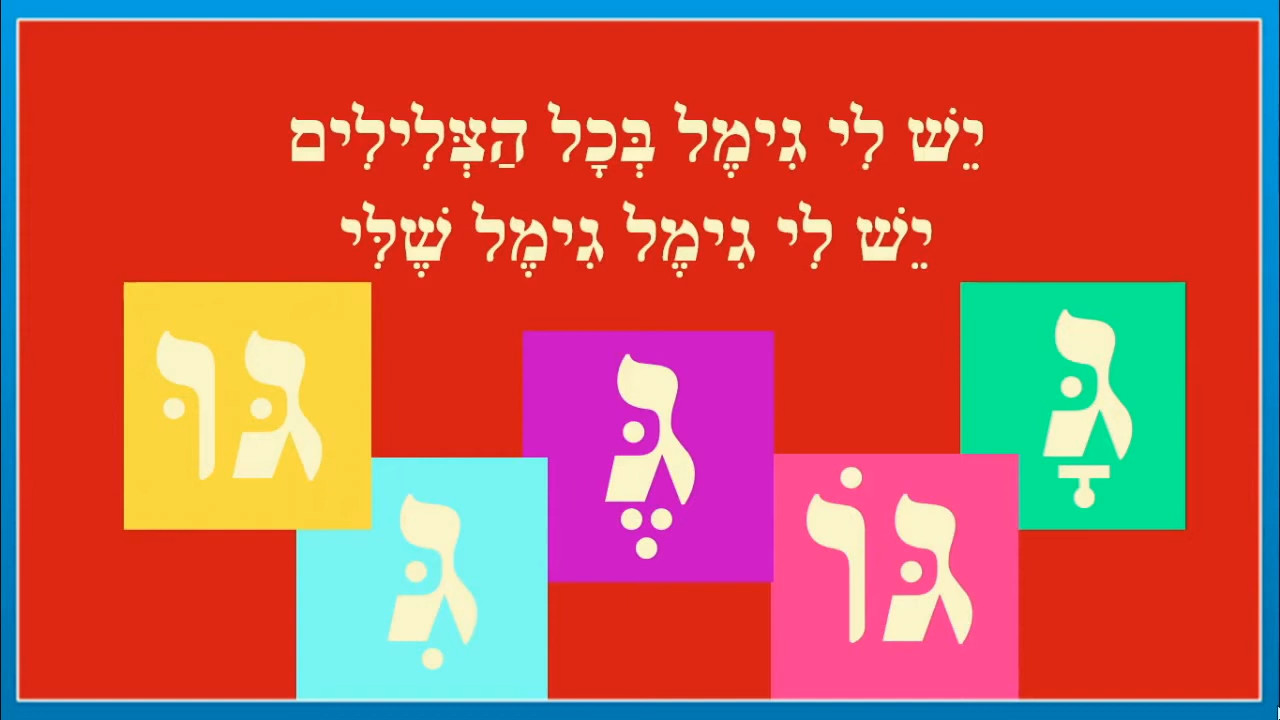 יֵשׁ לִי גִימֶל בְּכָל הַצְּלִילִים
יֵשׁ לִי גִימֶל גִימֶל שֶׁלִּי
גָּ
גּוֹ
גֶּ
גִּ
גּוּ